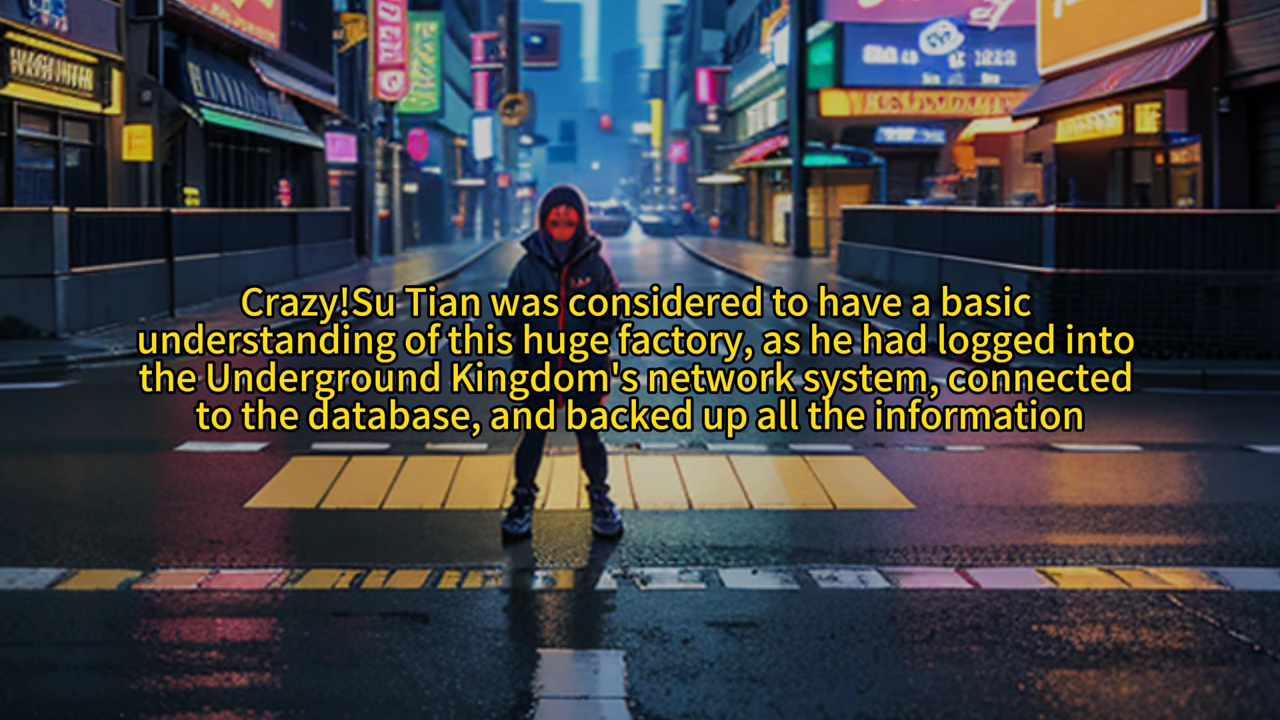 Crazy!Su Tian was considered to have a basic
understanding of this huge factory, as he had logged into
the Underground Kingdom's network system, connected
to the database, and backed up all the information